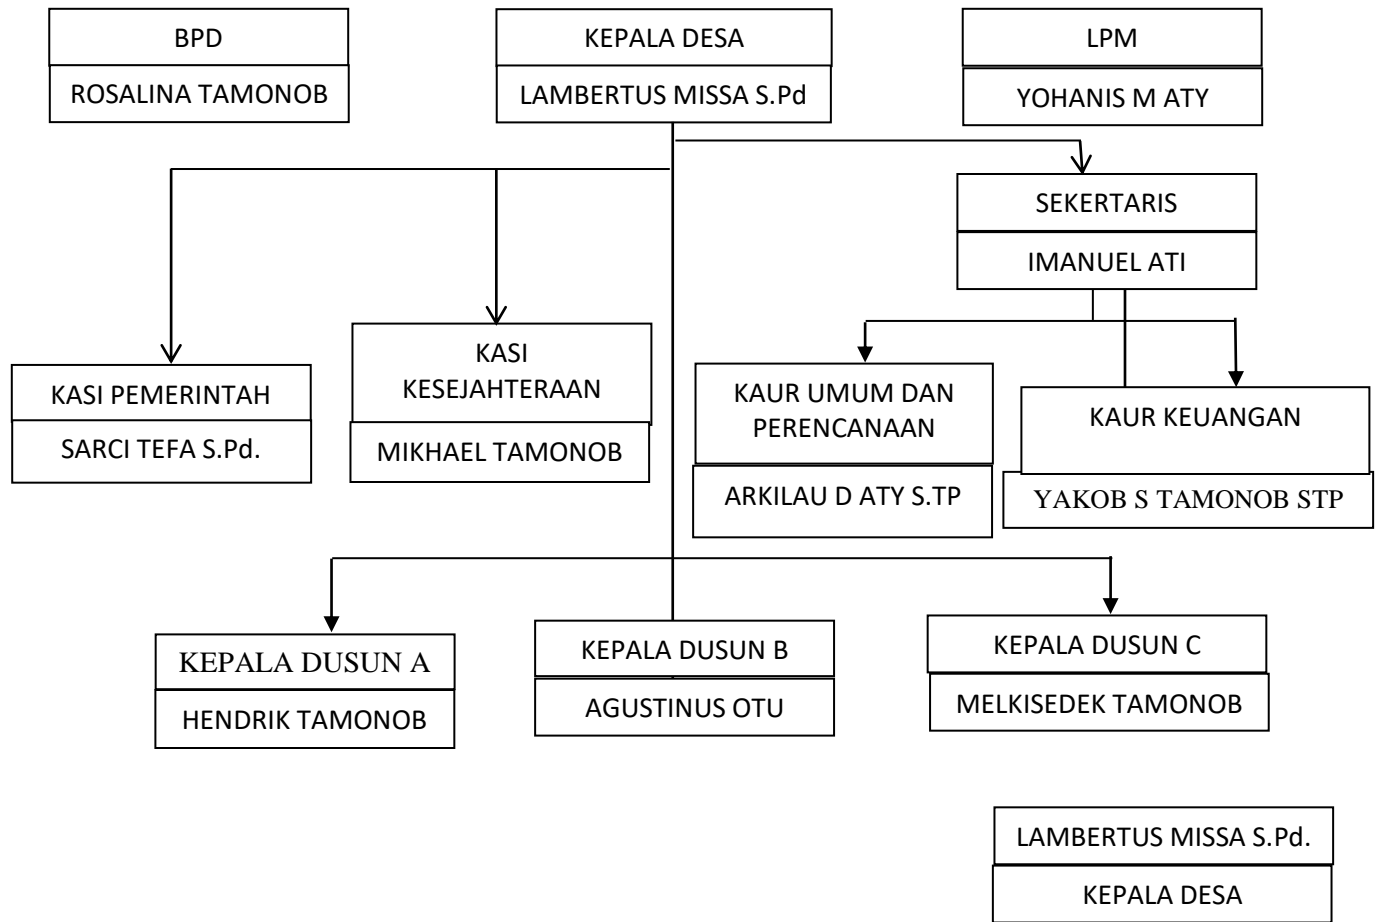 BPD
ROSALINA TAMONOB
KEPALA DESA
LAMBERTUS MISSA S.Pd
LPM
YOHANIS M ATY
SEKERTARIS
IMANUEL ATI
KASI PEMERINTAH
SARCI TEFA S.Pd.
KASI
KESEJAHTERAAN
MIKHAEL TAMONOB
KAUR UMUM DAN
PERENCANAAN
ARKILAU D ATY S.TP
KAUR KEUANGAN
YAKOB S TAMONOB STP
KEPALA DUSUN A
HENDRIK TAMONOB
KEPALA DUSUN B
AGUSTINUS OTU
KEPALA DUSUN C
MELKISEDEK TAMONOB
LAMBERTUS MISSA S.Pd.
KEPALA DESA